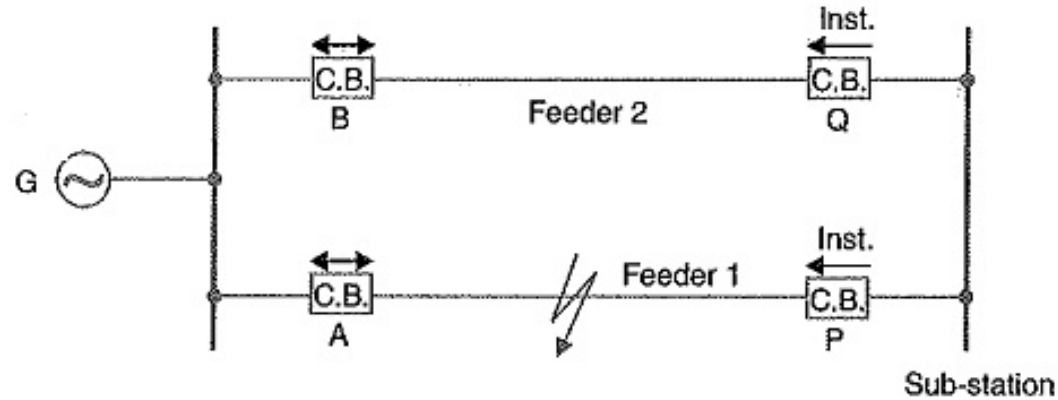 Inst.
C.B.
C.B.
B
Feeder 2
Q
G
Inst.
Feeder 1
C.B.
C.B.
A
P
Sub-station